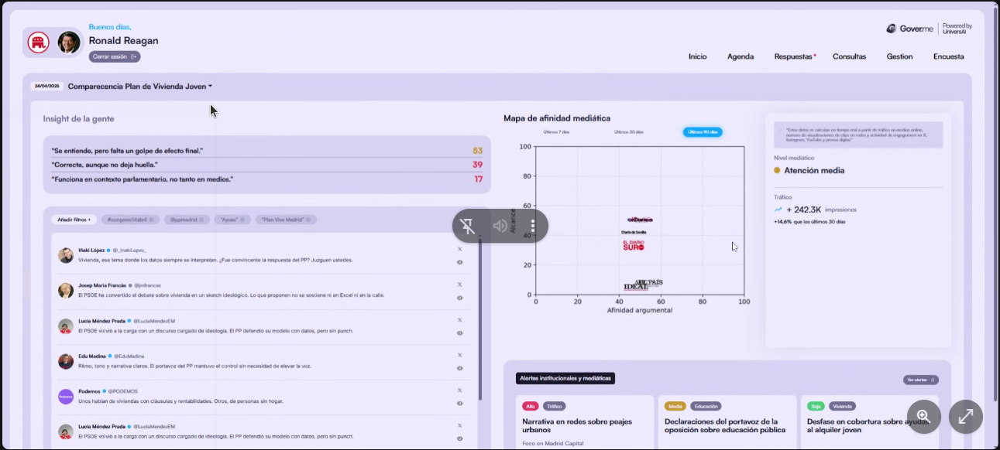 Buenos días,
Ronald Reagan
Cerrar sesión
Gover.me
Powered by
UniversAI
Inicio
Agenda
Respuestas
Consultas
Gestion
Encuesta
24/04/2025
Comparecencia Plan de Vivienda Joven
Insight de la gente
"Se entiende, pero falta un golpe de efecto final." 53
"Correcta, aunque no deja huella." 39
"Funciona en contexto parlamentario, no tanto en medios." 17
Añadir filtros +
#congreso14abril
@ppmadrid
"Ayuso"
"Plan Vive Madrid"
Iñaki López @_InakiLopez_
Vivienda, ese tema donde los datos siempre se interpretan. ¿Fue convincente la respuesta del PP? Juzguen ustedes.
Josep Maria Francàs @jmfrancas
El PSOE ha convertido el debate sobre vivienda en un sketch ideológico. Lo que proponen no se sostiene ni en Excel ni en la calle.
Lucía Méndez Prada @LuciaMendezEM
El PSOE volvió a la carga con un discurso cargado de ideología. El PP defendió su modelo con datos, pero sin punch.
Edu Madina @EduMadina
Ritmo, tono y narrativa claros. El portavoz del PP mantuvo el control sin necesidad de elevar la voz.
Podemos @PODEMOS
Unos hablan de viviendas con cláusulas y rentabilidades. Otros, de personas sin hogar.
Lucía Méndez Prada @LuciaMendezEM
El PSOE volvió a la carga con un discurso cargado de ideología. El PP defendió su modelo con datos, pero sin punch.
Mapa de afinidad mediática
Últimos 7 días
Últimos 30 días
Últimos 90 días
100
80
60
40
20
0
Alcance
elCorreo
Diario de Sevilla
EL DIARIO
SUR
EL PAÍS
IDEAL
0 20 40 60 80 100
Afinidad argumental
"Estos datos se calculan en tiempo real a partir de tráfico en medios online,
número de visualizaciones de clips en redes y actividad de engagement en X,
Instagram, YouTube y prensa digital."
Nivel mediático
Atención media
Tráfico
+ 242.3K impresiones
+14,6% que los últimos 30 días
Alertas institucionales y mediáticas
Ver alertas
Alto
Tráfico
Narrativa en redes sobre peajes
urbanos
Foco en Madrid Capital
Media
Educación
Declaraciones del portavoz de la
oposición sobre educación pública
Baja
Vivienda
Desfase en cobertura sobre ayudas
al alquiler joven